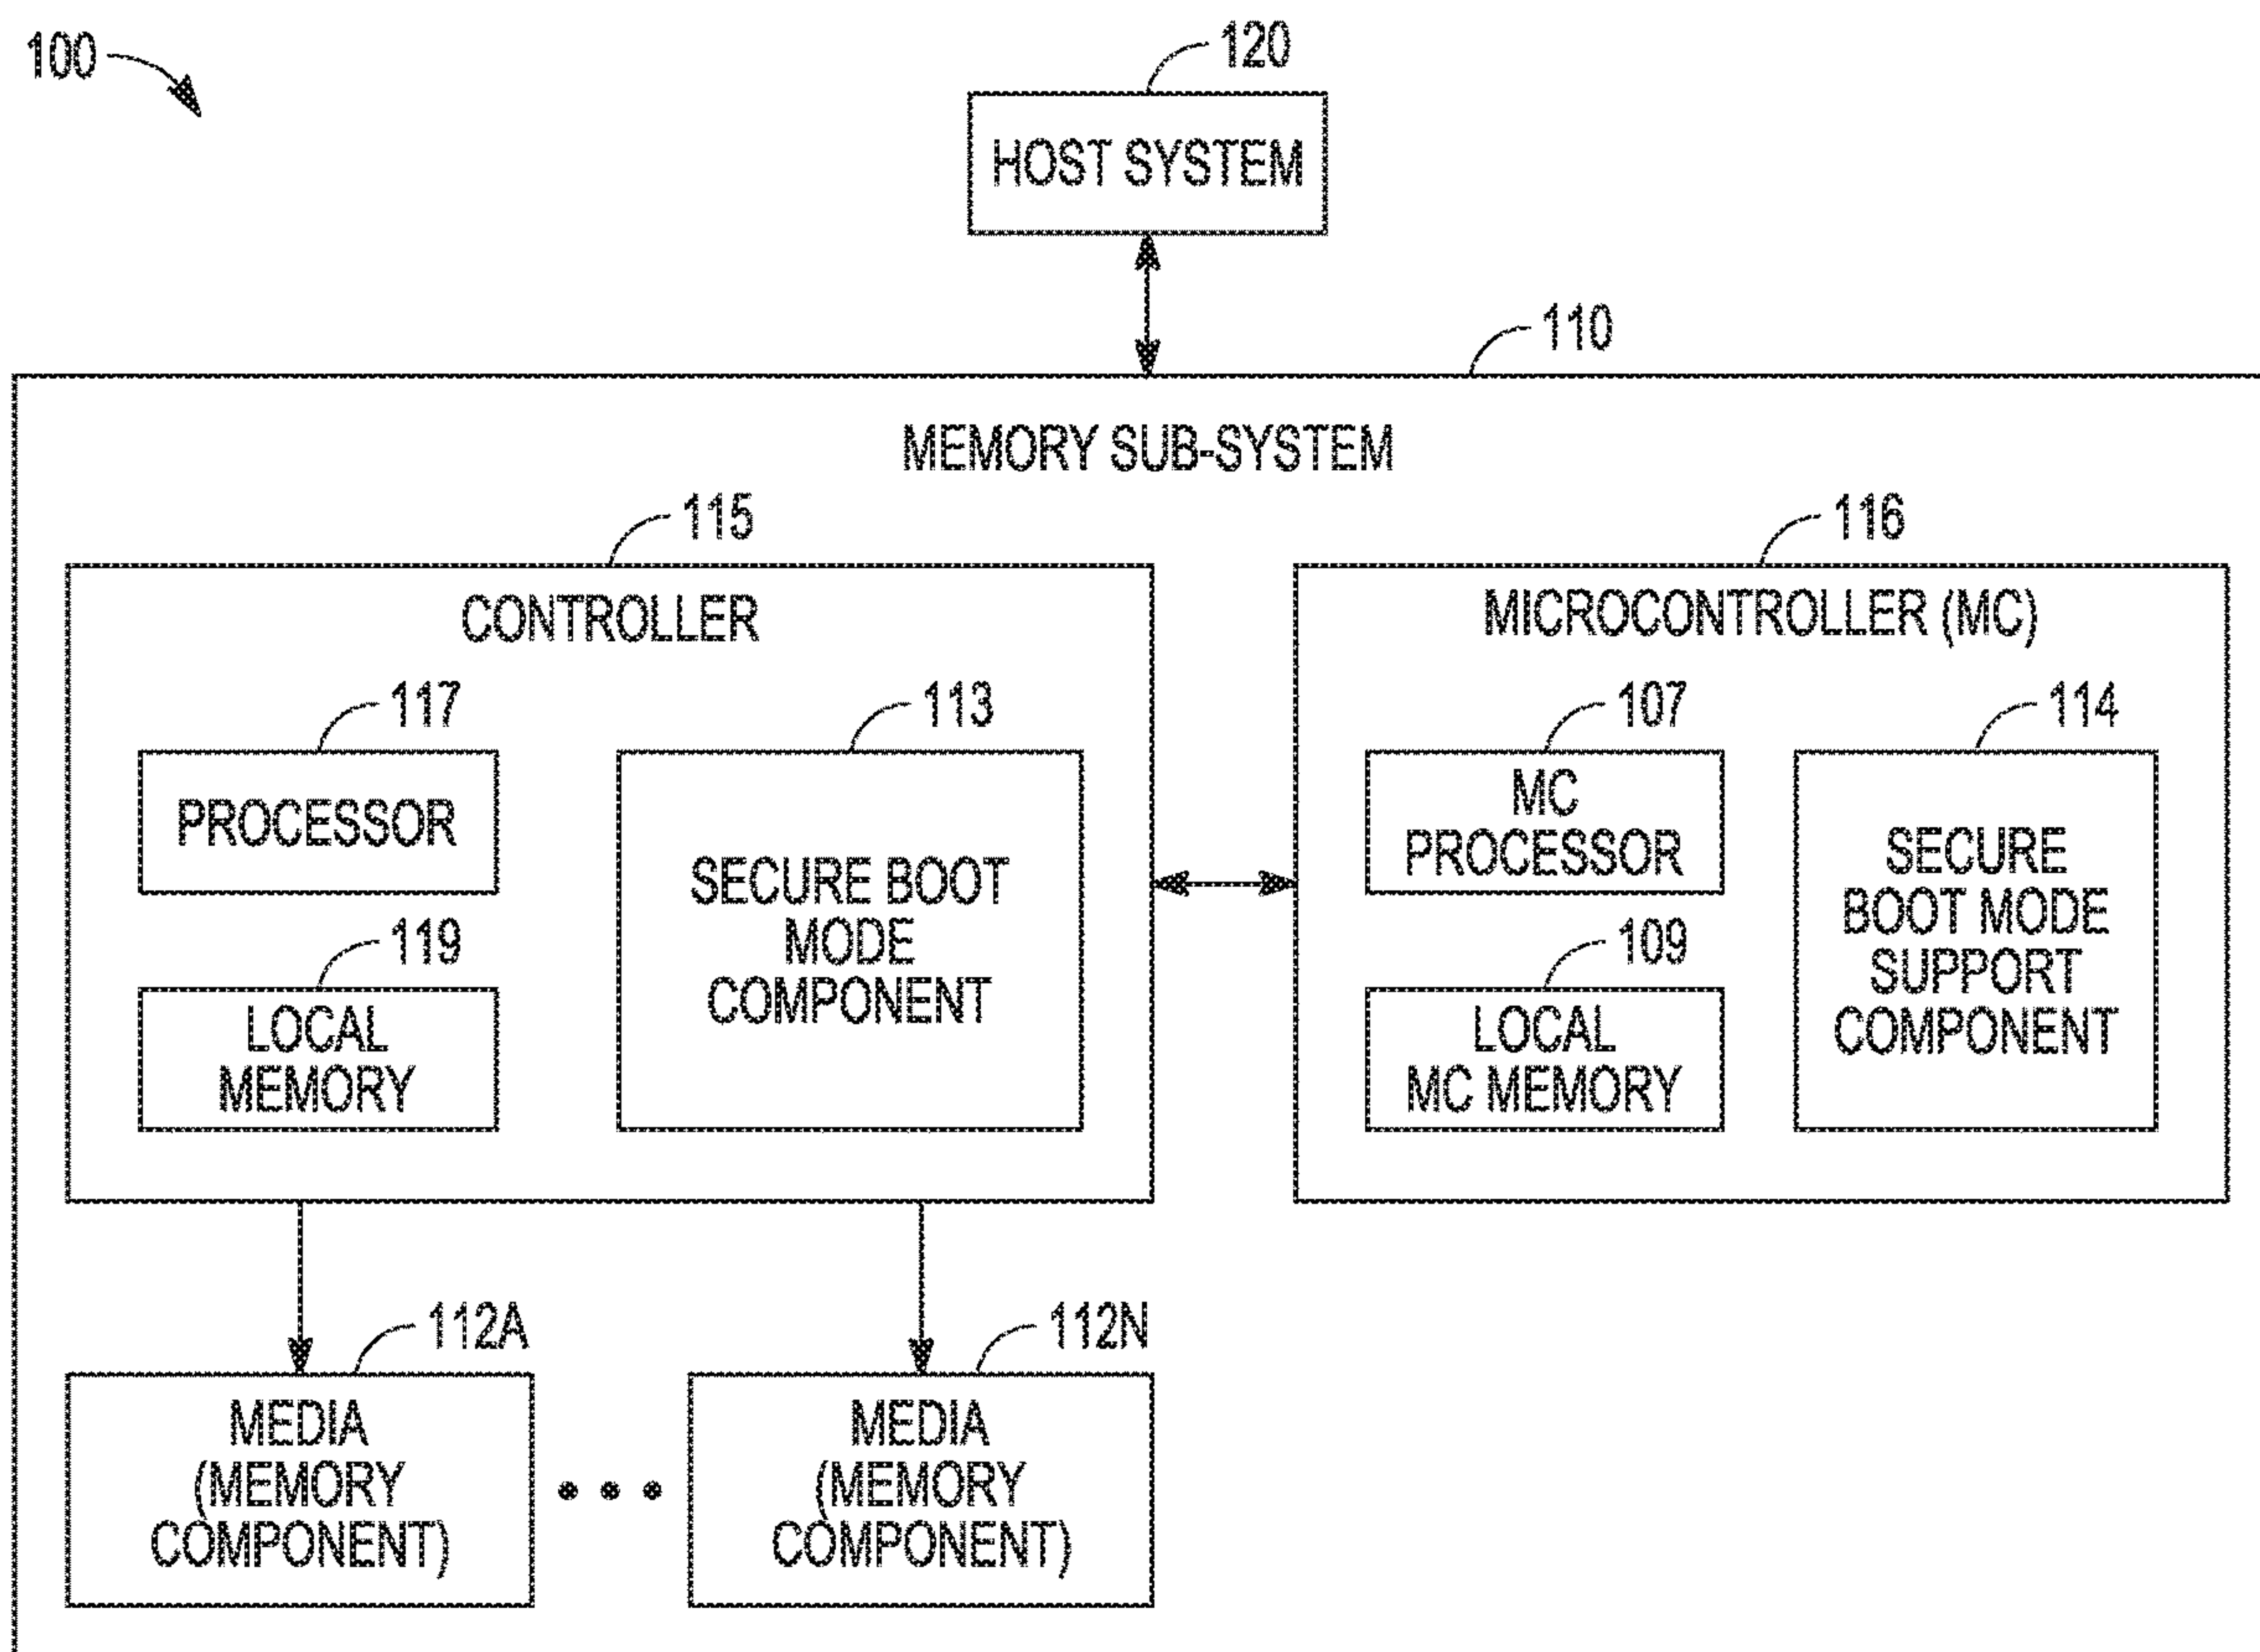 100
120
HOST SYSTEM
110
MEMORY SUB-SYSTEM
115
CONTROLLER
117
PROCESSOR
119
LOCAL
MEMORY
113
SECURE BOOT
MODE
COMPONENT
116
MICROCONTROLLER (MC)
107
MC
PROCESSOR
109
LOCAL
MC MEMORY
114
SECURE
BOOT MODE
SUPPORT
COMPONENT
112A
MEDIA
(MEMORY
COMPONENT)
112N
MEDIA
(MEMORY
COMPONENT)